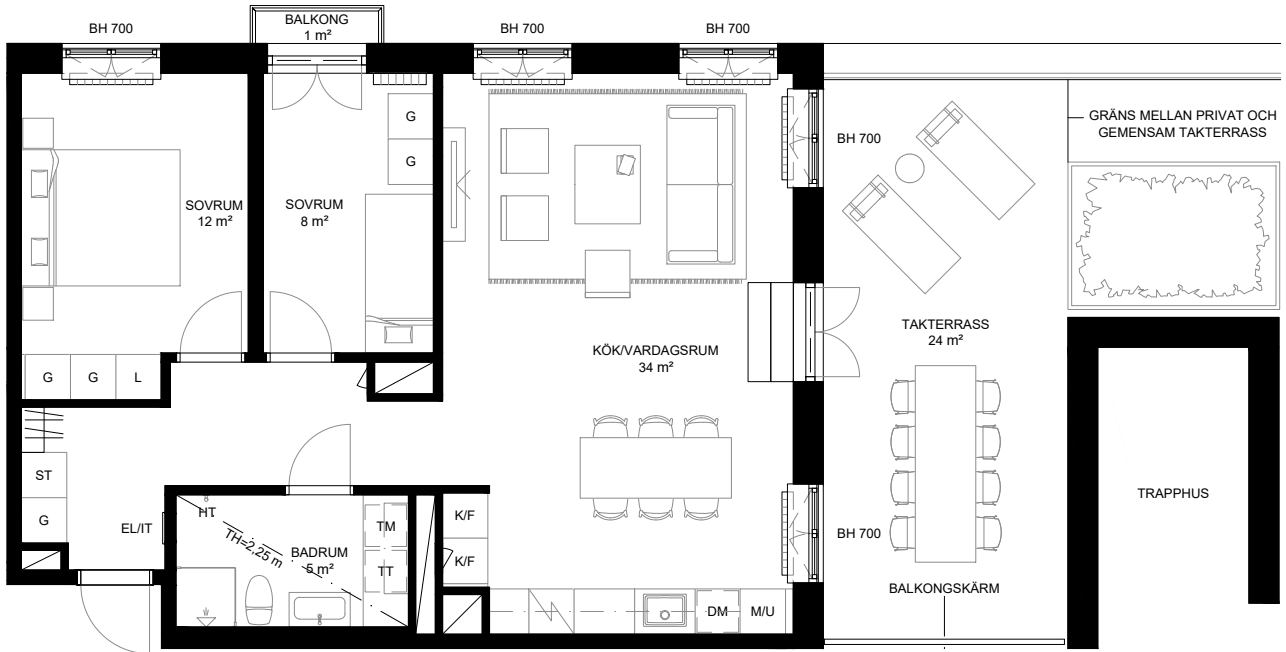 BH 700
BALKONG
1 m²
BH 700
BH 700
GRÄNS MELLAN PRIVAT OCH
GEMENSAM TAKTERRASS
BH 700
G
G
SOVRUM
12 m²
SOVRUM
8 m²
TAKTERRASS
24 m²
KÖK/VARDAGSRUM
34 m²
G
G
L
ST
G
EL/IT
HT
TH=2,25 m
BADRUM
5 m²
TM
TT
K/F
K/F
BH 700
TRAPPHUS
BALKONGSKÄRM
DM
M/U